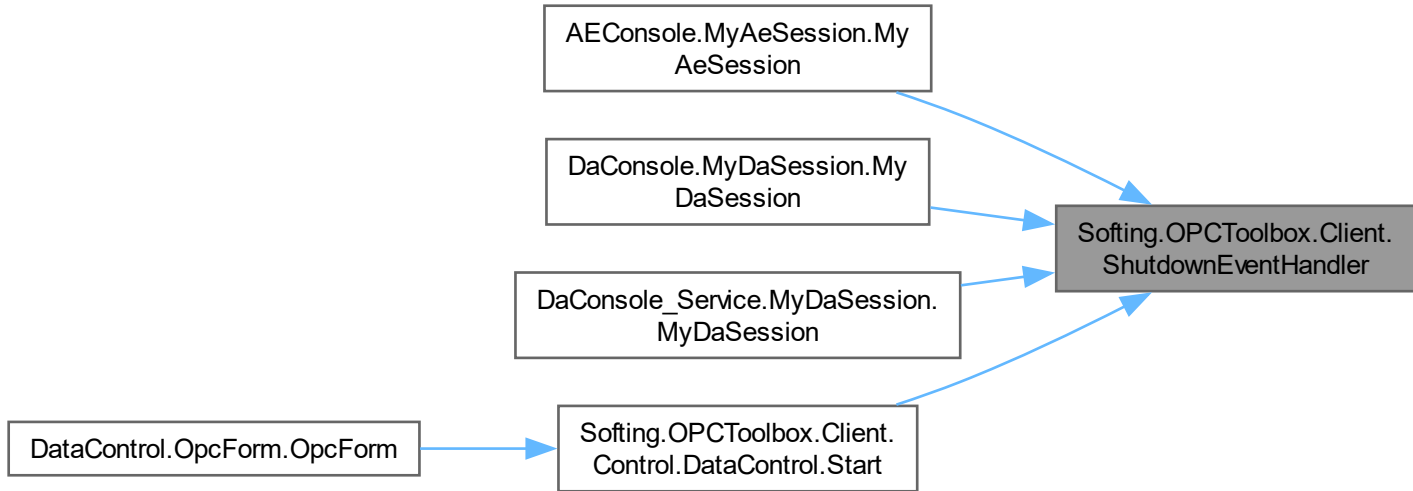 AEConsole.MyAeSession.My
AeSession
DaConsole.MyDaSession.My
DaSession
Softing.OPCToolbox.Client.
ShutdownEventHandler
DaConsole_Service.MyDaSession.
MyDaSession
DataControl.OpcForm.OpcForm
Softing.OPCToolbox.Client.
Control.DataControl.Start